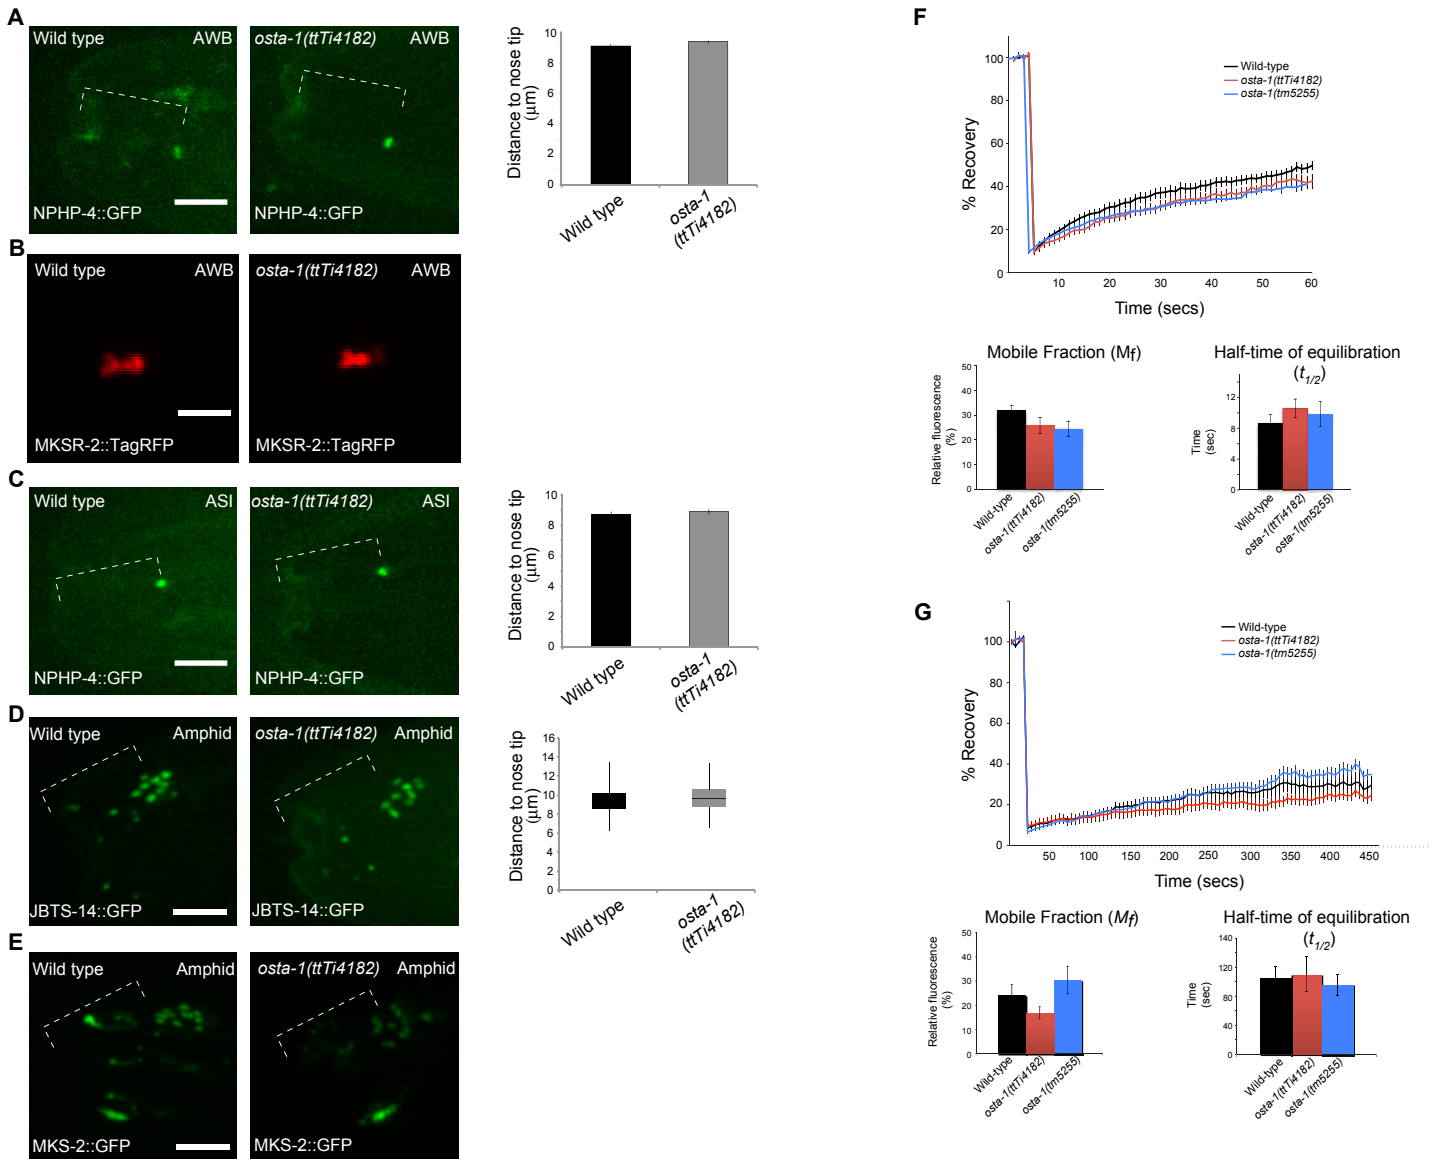 A
Wild type AWB
NPHP-4::GFP
osta-1(ttTi4182) AWB
NPHP-4::GFP
Distance to nose tip
(μm)
10
8
6
4
2
0
Wild type
osta-1
(ttTi4182)
B
Wild type AWB
MKSR-2::TagRFP
osta-1(ttTi4182) AWB
MKSR-2::TagRFP
C
Wild type ASI
NPHP-4::GFP
osta-1(ttTi4182) ASI
NPHP-4::GFP
Distance to nose tip
(μm)
10
8
6
4
2
0
Wild type
osta-1
(ttTi4182)
D
Wild type Amphid
JBTS-14::GFP
osta-1(ttTi4182) Amphid
JBTS-14::GFP
Distance to nose tip
(μm)
16
14
12
10
8
6
4
2
0
Wild type
osta-1
(ttTi4182)
E
Wild type Amphid
MKS-2::GFP
osta-1(ttTi4182) Amphid
MKS-2::GFP
F
% Recovery
100
80
60
40
20
0
Wild-type
osta-1(ttTi4182)
osta-1(tm5255)
10 20 30 40 50 60
Time (secs)
Mobile Fraction (Mf)
Relative fluorescence
(%)
50
40
30
20
10
0
Wild-type
osta-1(ttTi4182)
osta-1(tm5255)
Half-time of equilibration
(t1/2)
Time
(sec)
12
8
4
0
Wild-type
osta-1(ttTi4182)
osta-1(tm5255)
G
% Recovery
100
80
60
40
20
0
Wild-type
osta-1(ttTi4182)
osta-1(tm5255)
50 100 150 200 250 300 350 400 450
Time (secs)
Mobile Fraction (Mf)
Relative fluorescence
(%)
50
40
30
20
10
0
Wild-type
osta-1(ttTi4182)
osta-1(tm5255)
Half-time of equilibration
(t1/2)
Time
(sec)
140
120
80
40
0
Wild-type
osta-1(ttTi4182)
osta-1(tm5255)